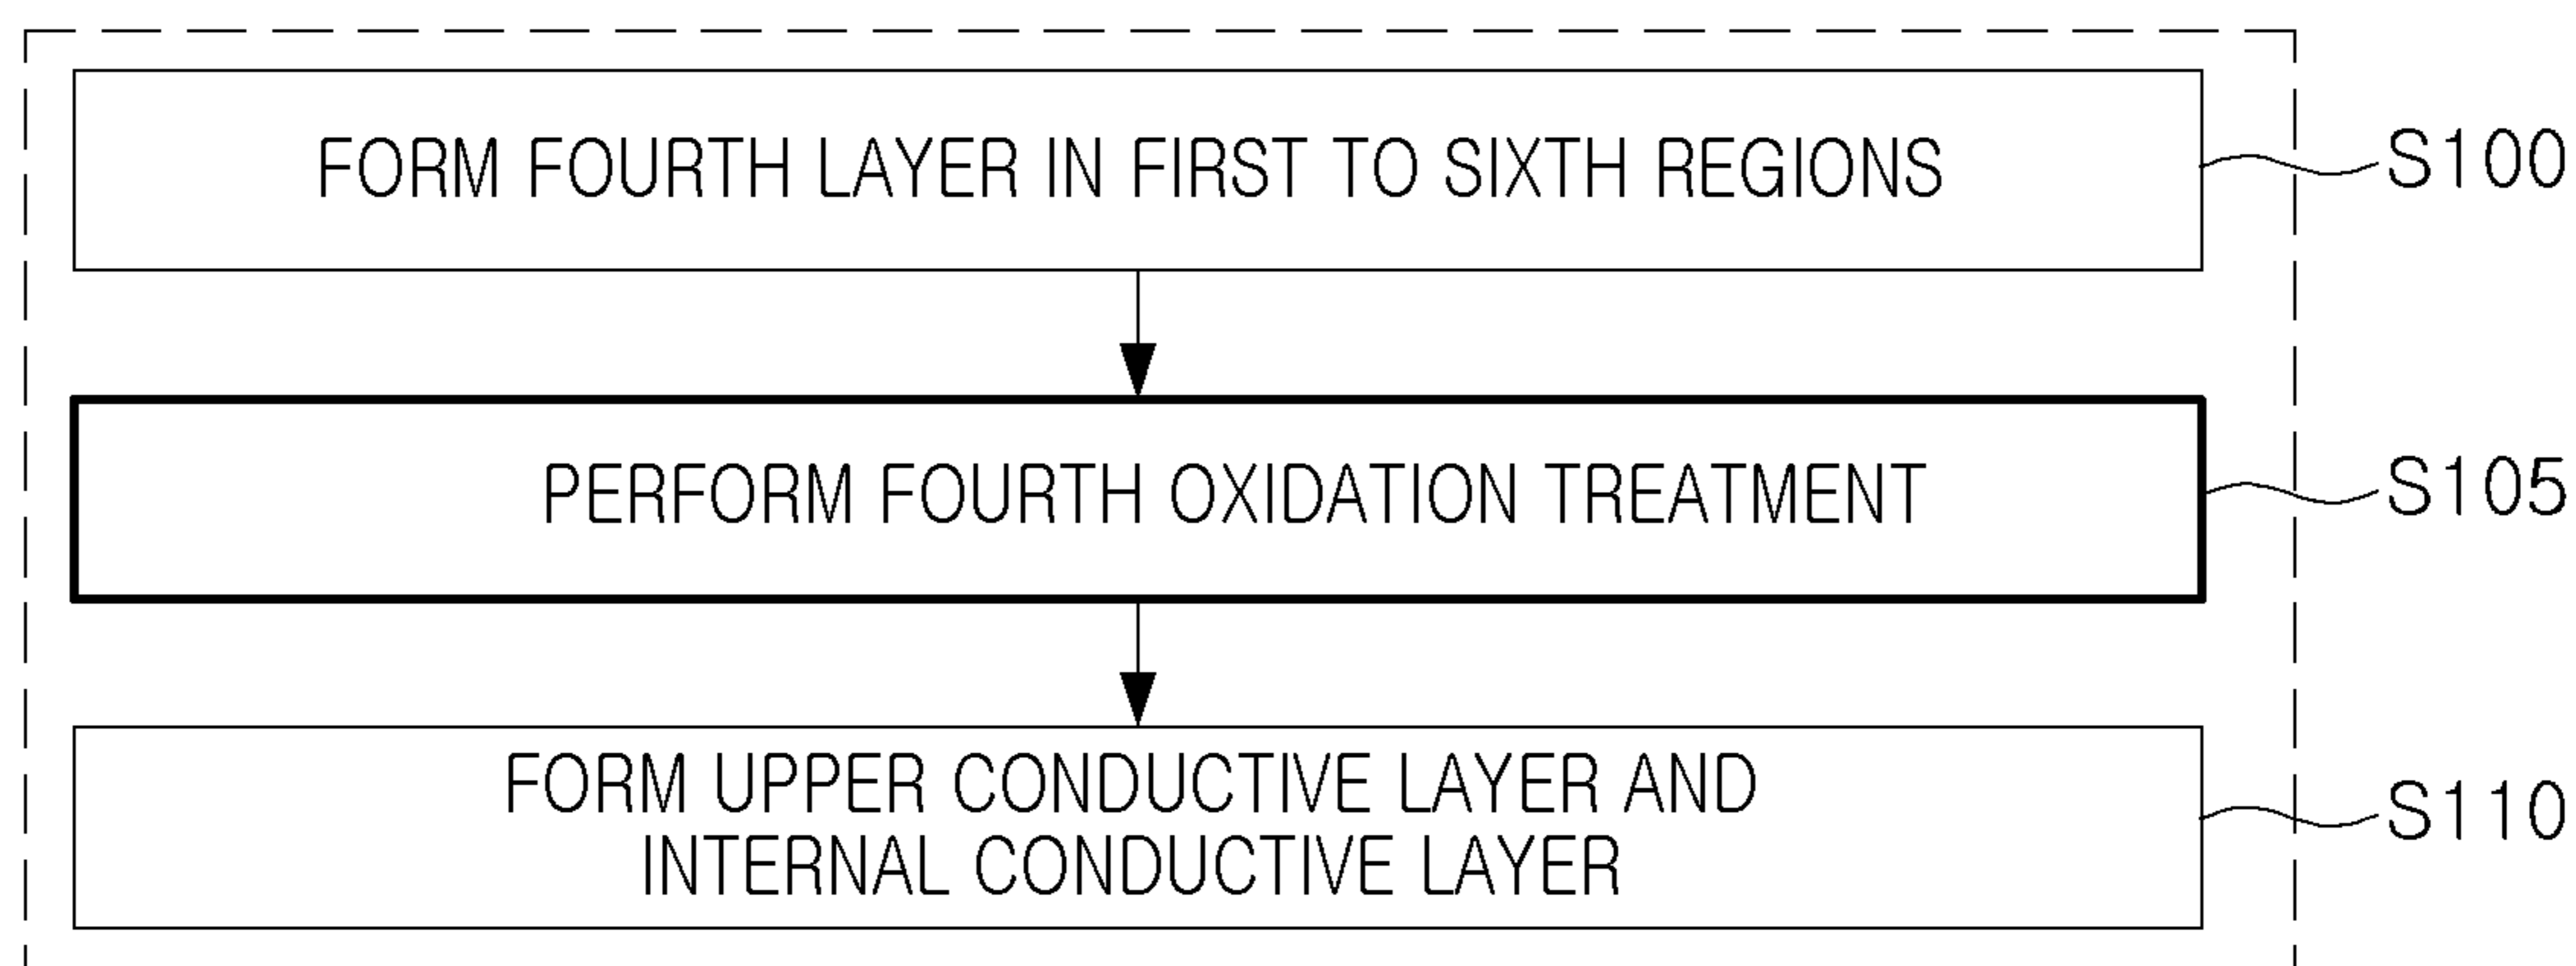 FORM FOURTH LAYER IN FIRST TO SIXTH REGIONS
S100
PERFORM FOURTH OXIDATION TREATMENT
S105
FORM UPPER CONDUCTIVE LAYER AND
INTERNAL CONDUCTIVE LAYER
S110